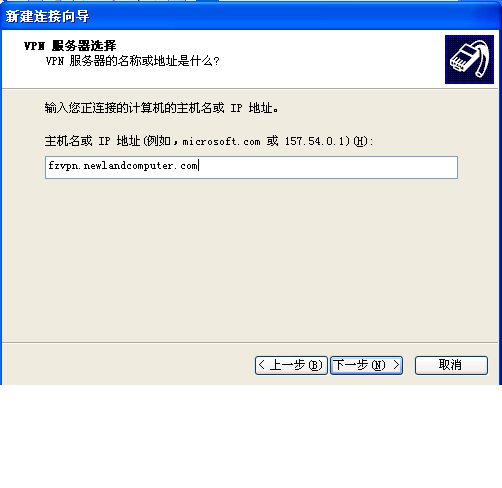 新建连接向导
VPN 服务器选择
VPN 服务器的名称或地址是什么?
输入您正连接的计算机的主机名或 IP 地址。
主机名或 IP 地址(例如，microsoft.com 或 157.54.0.1)(H):
fzvpn.newlandcomputer.com
< 上一步(B) 下一步(N) > 取消